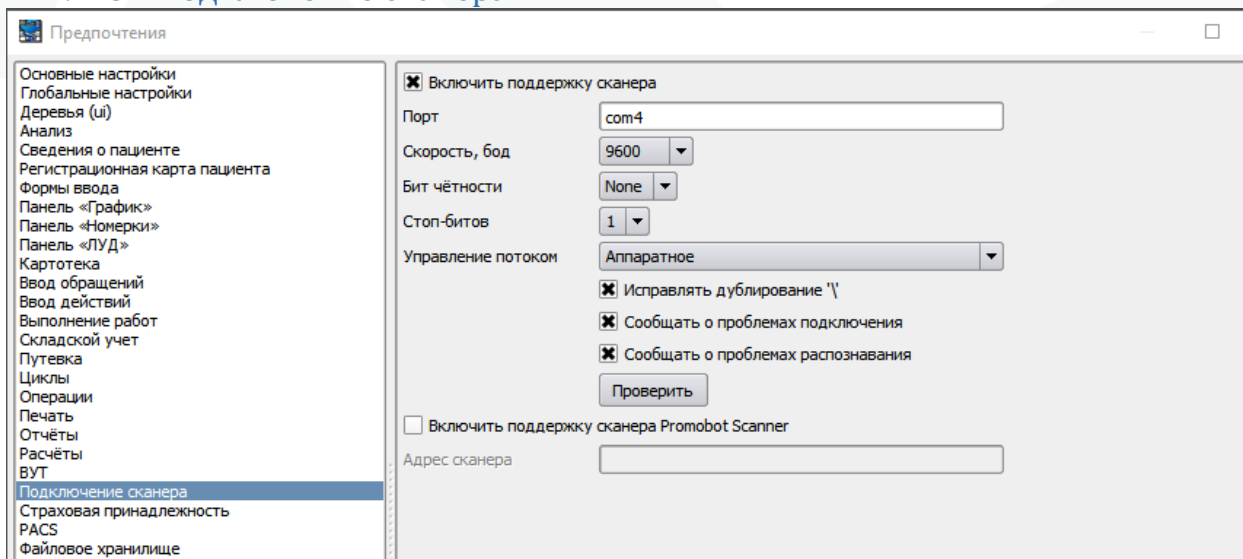 Предпочтения
Основные настройки
Глобальные настройки
Деревья (ui)
Анализ
Сведения о пациенте
Регистрационная карта пациента
Формы ввода
Панель «График»
Панель «Номерки»
Панель «ЛУД»
Картотека
Ввод обращений
Ввод действий
Выполнение работ
Складской учет
Путевка
Циклы
Операции
Печать
Отчёты
Расчёты
ВУТ
Подключение сканера
Страховая принадлежность
PACS
Файловое хранилище
Включить поддержку сканера
Порт com4
Скорость, бод 9600
Бит чётности None
Стоп-битов 1
Управление потоком Аппаратное
Исправлять дублирование '\'
Сообщать о проблемах подключения
Сообщать о проблемах распознавания
Проверить
Включить поддержку сканера Promobot Scanner
Адрес сканера